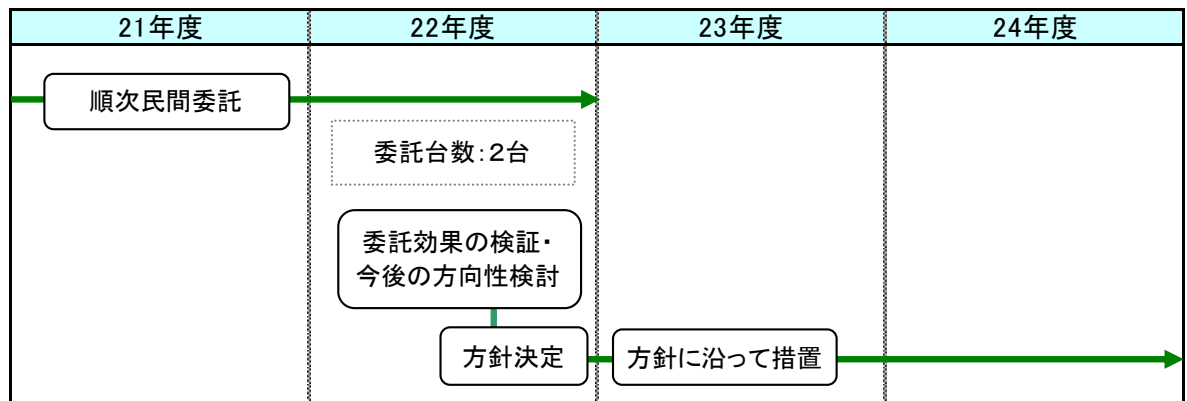 21年度
22年度
23年度
24年度
順次民間委託
委託台数:2台
委託効果の検証・
今後の方向性検討
方針決定
方針に沿って措置